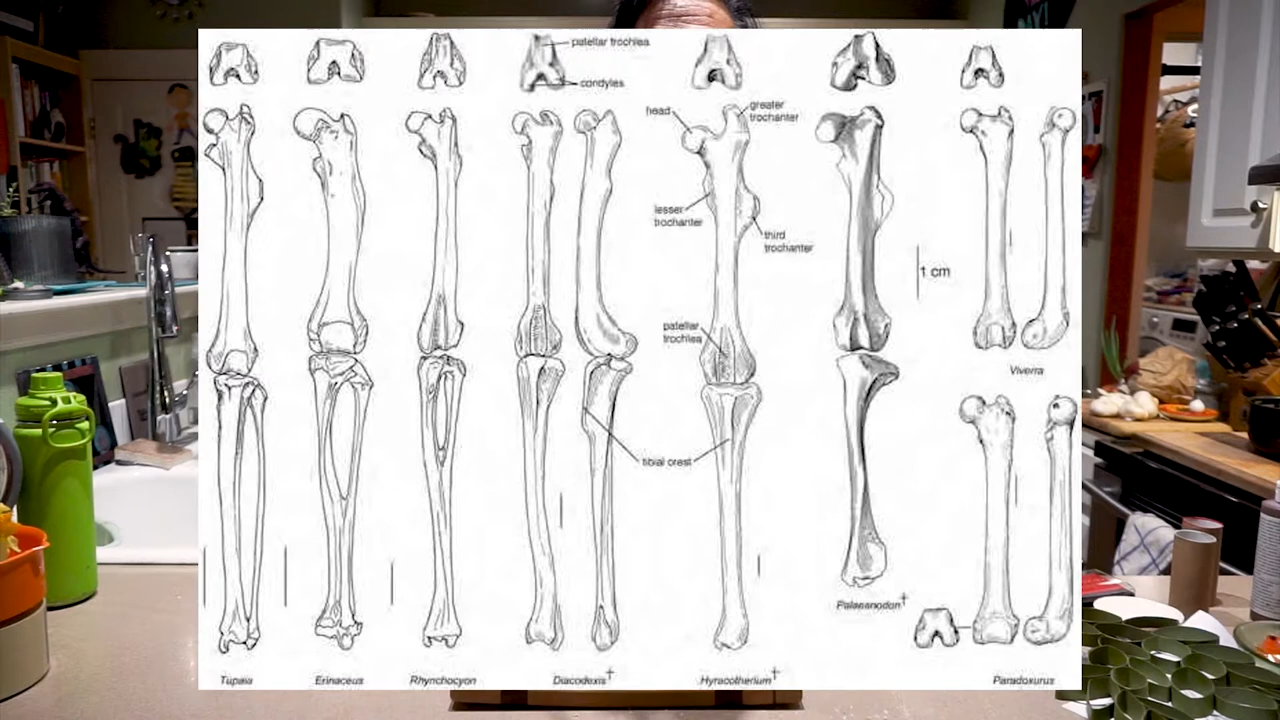 patellar trochlea
condyles
head
greater
trochanter
lesser
trochanter
third
trochanter
1 cm
patellar
trochlea
Viverra
tibial crest
Palaeanodon†
Tupaia
Erinaceus
Rhynchocyon
Diacodexis†
Hyracotherium†
Paradoxurus